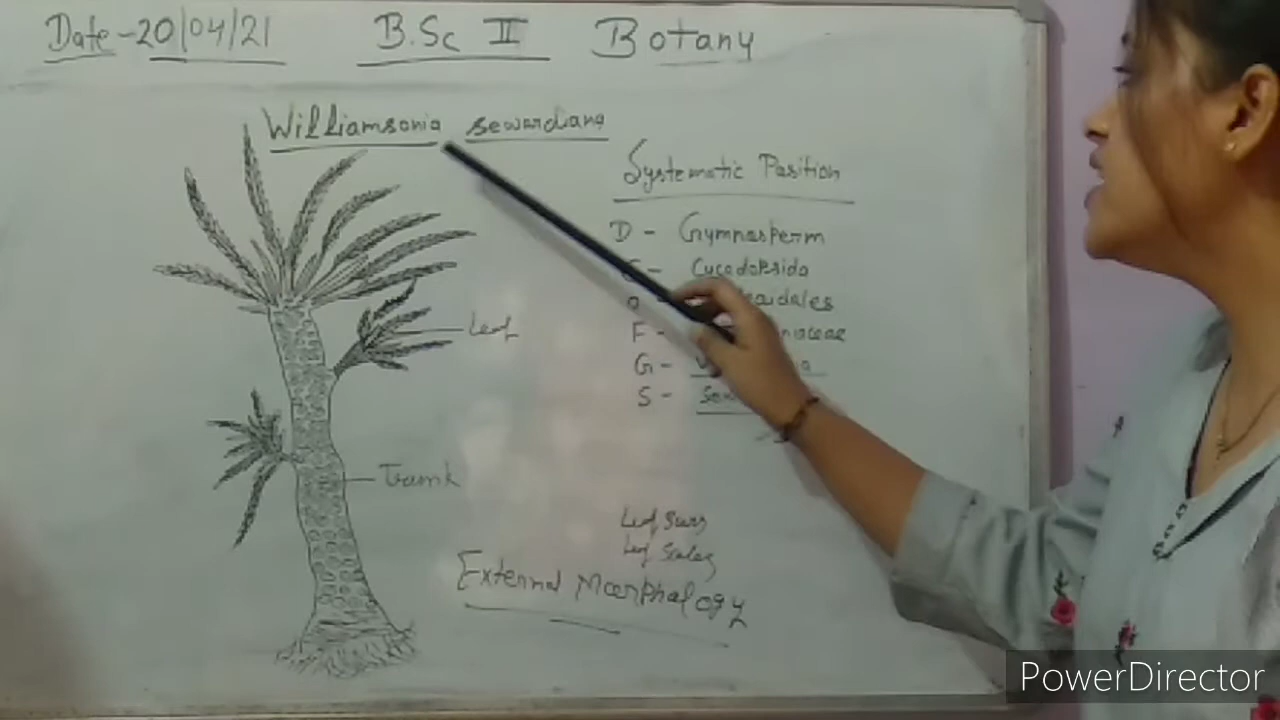 Date-20/04/21 B.Sc II Botany
Williamsonia sewardiana
Systematic Position
D - Gymnosperm
Cycadopsida
F -
G -
S -
Leaf
Trunk
Leaf Scars
Leaf Scales
External Moorphology
PowerDirector